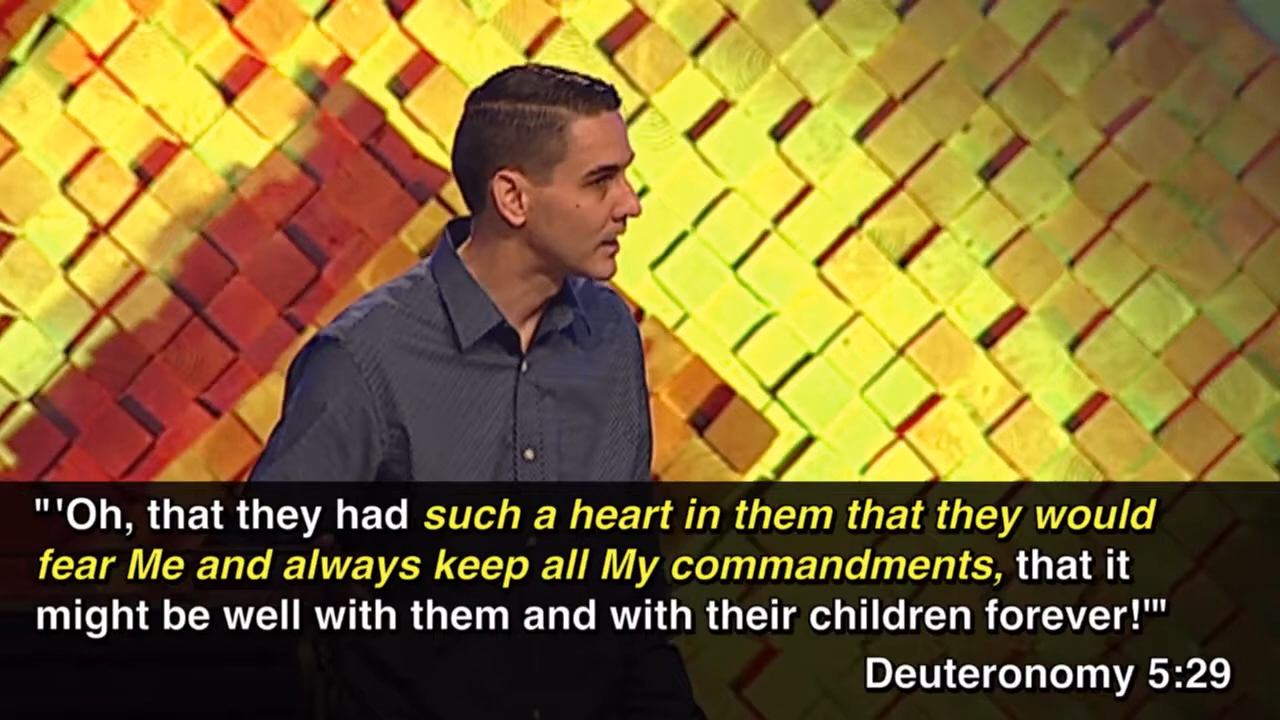 "'Oh, that they had such a heart in them that they would
fear Me and always keep all My commandments, that it
might be well with them and with their children forever!'"
Deuteronomy 5:29